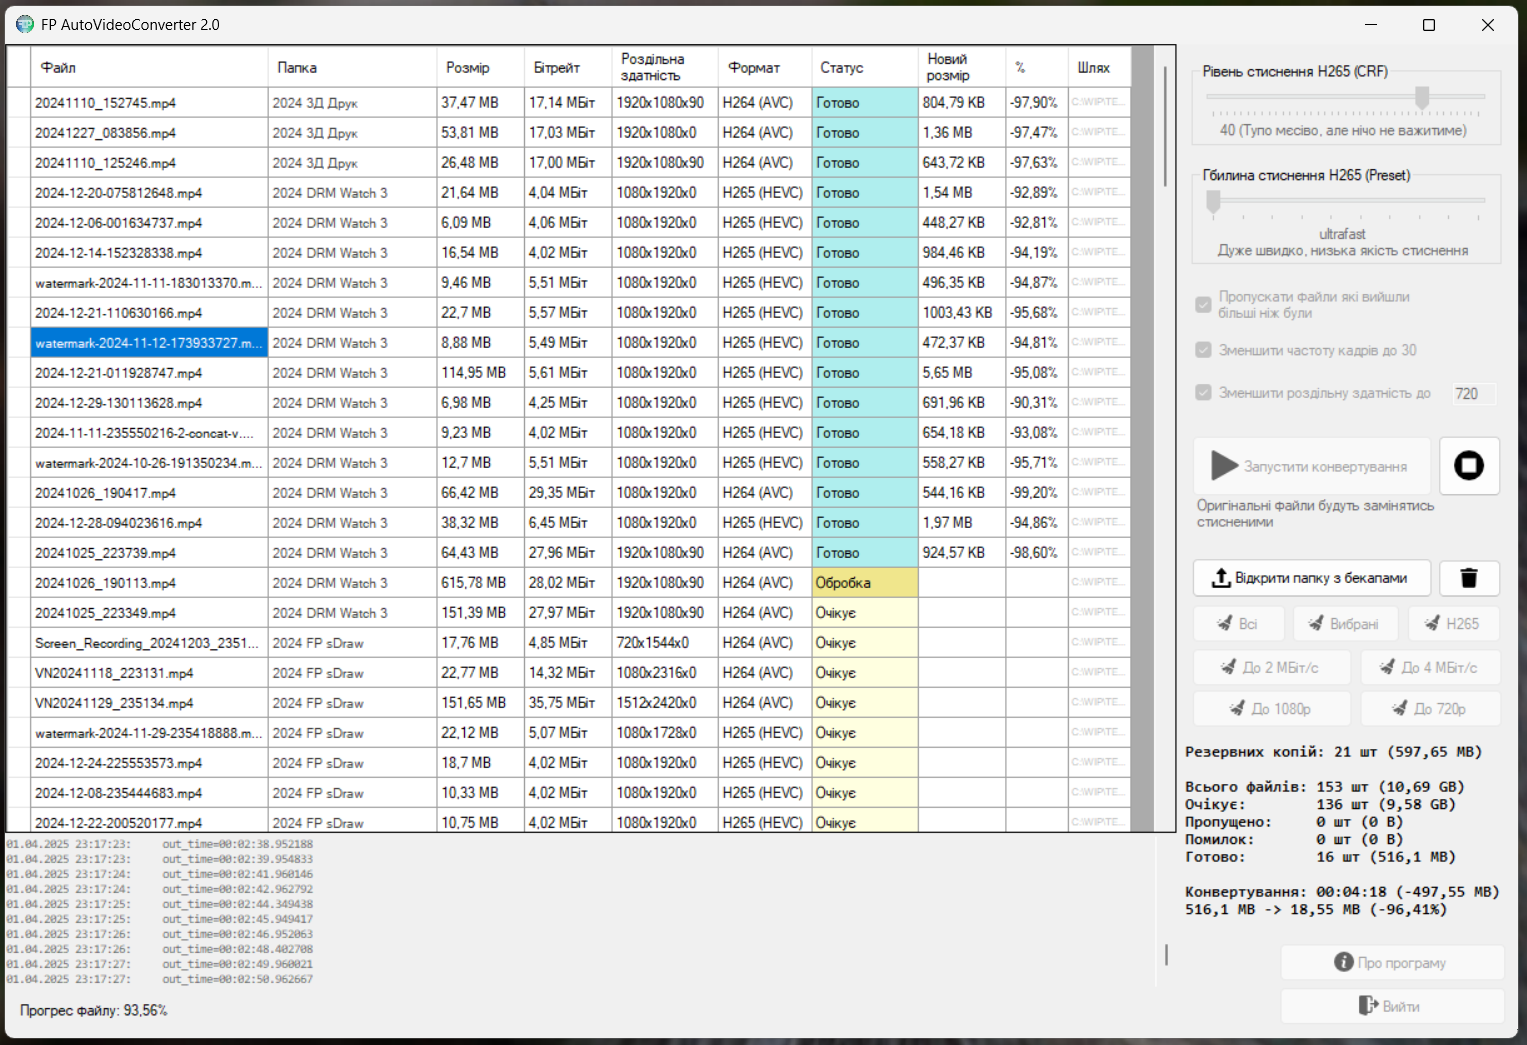 FP AutoVideoConverter 2.0
Файл Папка Розмір Бітрейт Роздільна здатність Формат Статус Новий розмір % Шлях
20241110_152745.mp4 2024 3Д Друк 37,47 MB 17,14 МБіт 1920x1080x90 H264 (AVC) Готово 804,79 KB -97,90% C:\WIP\TE...
20241227_083856.mp4 2024 3Д Друк 53,81 MB 17,03 МБіт 1920x1080x0 H264 (AVC) Готово 1,36 MB -97,47% C:\WIP\TE...
20241110_125246.mp4 2024 3Д Друк 26,48 MB 17,00 МБіт 1920x1080x90 H264 (AVC) Готово 643,72 KB -97,63% C:\WIP\TE...
2024-12-20-075812648.mp4 2024 DRM Watch 3 21,64 MB 4,04 МБіт 1080x1920x0 H265 (HEVC) Готово 1,54 MB -92,89% C:\WIP\TE...
2024-12-06-001634737.mp4 2024 DRM Watch 3 6,09 MB 4,06 МБіт 1080x1920x0 H265 (HEVC) Готово 448,27 KB -92,81% C:\WIP\TE...
2024-12-14-152328338.mp4 2024 DRM Watch 3 16,54 MB 4,02 МБіт 1080x1920x0 H265 (HEVC) Готово 984,46 KB -94,19% C:\WIP\TE...
watermark-2024-11-11-183013370.m... 2024 DRM Watch 3 9,46 MB 5,51 МБіт 1080x1920x0 H265 (HEVC) Готово 496,35 KB -94,87% C:\WIP\TE...
2024-12-21-110630166.mp4 2024 DRM Watch 3 22,7 MB 5,57 МБіт 1080x1920x0 H265 (HEVC) Готово 1003,43 KB -95,68% C:\WIP\TE...
watermark-2024-11-12-173933727.m... 2024 DRM Watch 3 8,88 MB 5,49 МБіт 1080x1920x0 H265 (HEVC) Готово 472,37 KB -94,81% C:\WIP\TE...
2024-12-21-011928747.mp4 2024 DRM Watch 3 114,95 MB 5,61 МБіт 1080x1920x0 H265 (HEVC) Готово 5,65 MB -95,08% C:\WIP\TE...
2024-12-29-130113628.mp4 2024 DRM Watch 3 6,98 MB 4,25 МБіт 1080x1920x0 H265 (HEVC) Готово 691,96 KB -90,31% C:\WIP\TE...
2024-11-11-235550216-2-concat-v.... 2024 DRM Watch 3 9,23 MB 4,02 МБіт 1080x1920x0 H265 (HEVC) Готово 654,18 KB -93,08% C:\WIP\TE...
watermark-2024-10-26-191350234.m... 2024 DRM Watch 3 12,7 MB 5,51 МБіт 1080x1920x0 H265 (HEVC) Готово 558,27 KB -95,71% C:\WIP\TE...
20241026_190417.mp4 2024 DRM Watch 3 66,42 MB 29,35 МБіт 1080x1920x0 H264 (AVC) Готово 544,16 KB -99,20% C:\WIP\TE...
2024-12-28-094023616.mp4 2024 DRM Watch 3 38,32 MB 6,45 МБіт 1080x1920x0 H265 (HEVC) Готово 1,97 MB -94,86% C:\WIP\TE...
20241025_223739.mp4 2024 DRM Watch 3 64,43 MB 27,96 МБіт 1920x1080x90 H264 (AVC) Готово 924,57 KB -98,60% C:\WIP\TE...
20241026_190113.mp4 2024 DRM Watch 3 615,78 MB 28,02 МБіт 1920x1080x90 H264 (AVC) Обробка C:\WIP\TE...
20241025_223349.mp4 2024 DRM Watch 3 151,39 MB 27,97 МБіт 1920x1080x90 H264 (AVC) Очікує C:\WIP\TE...
Screen_Recording_20241203_2351... 2024 FP sDraw 17,76 MB 4,85 МБіт 720x1544x0 H264 (AVC) Очікує C:\WIP\TE...
VN20241118_223131.mp4 2024 FP sDraw 22,77 MB 14,32 МБіт 1080x2316x0 H264 (AVC) Очікує C:\WIP\TE...
VN20241129_235134.mp4 2024 FP sDraw 151,65 MB 35,75 МБіт 1512x2420x0 H264 (AVC) Очікує C:\WIP\TE...
watermark-2024-11-29-235418888.m... 2024 FP sDraw 22,12 MB 5,07 МБіт 1080x1728x0 H265 (HEVC) Очікує C:\WIP\TE...
2024-12-24-225553573.mp4 2024 FP sDraw 18,7 MB 4,02 МБіт 1080x1920x0 H265 (HEVC) Очікує C:\WIP\TE...
2024-12-08-235444683.mp4 2024 FP sDraw 10,33 MB 4,02 МБіт 1080x1920x0 H265 (HEVC) Очікує C:\WIP\TE...
2024-12-22-200520177.mp4 2024 FP sDraw 10,75 MB 4,02 МБіт 1080x1920x0 H265 (HEVC) Очікує C:\WIP\TE...
01.04.2025 23:17:23: out_time=00:02:38.952188
01.04.2025 23:17:23: out_time=00:02:39.954833
01.04.2025 23:17:24: out_time=00:02:41.960146
01.04.2025 23:17:24: out_time=00:02:42.962792
01.04.2025 23:17:25: out_time=00:02:44.349438
01.04.2025 23:17:25: out_time=00:02:45.949417
01.04.2025 23:17:26: out_time=00:02:46.952063
01.04.2025 23:17:26: out_time=00:02:48.402708
01.04.2025 23:17:27: out_time=00:02:49.960021
01.04.2025 23:17:27: out_time=00:02:50.962667
Прогрес файлу: 93,56%
Рівень стиснення H265 (CRF)
40 (Тупо месіво, але нічо не важитиме)
Гбилина стиснення H265 (Preset)
ultrafast
Дуже швидко, низька якість стиснення
Пропускати файли які вийшли
більші ніж були
Зменшити частоту кадрів до 30
Зменшити роздільну здатність до 720
Запустити конвертування
Оригінальні файли будуть замінятись
стисненими
Відкрити папку з бекапами
Всі Вибрані H265
До 2 МБіт/с До 4 МБіт/с
До 1080p До 720p
Резервних копій: 21 шт (597,65 MB)
Всього файлів: 153 шт (10,69 GB)
Очікує: 136 шт (9,58 GB)
Пропущено: 0 шт (0 B)
Помилок: 0 шт (0 B)
Готово: 16 шт (516,1 MB)
Конвертування: 00:04:18 (-497,55 MB)
516,1 MB -> 18,55 MB (-96,41%)
Про програму
Вийти